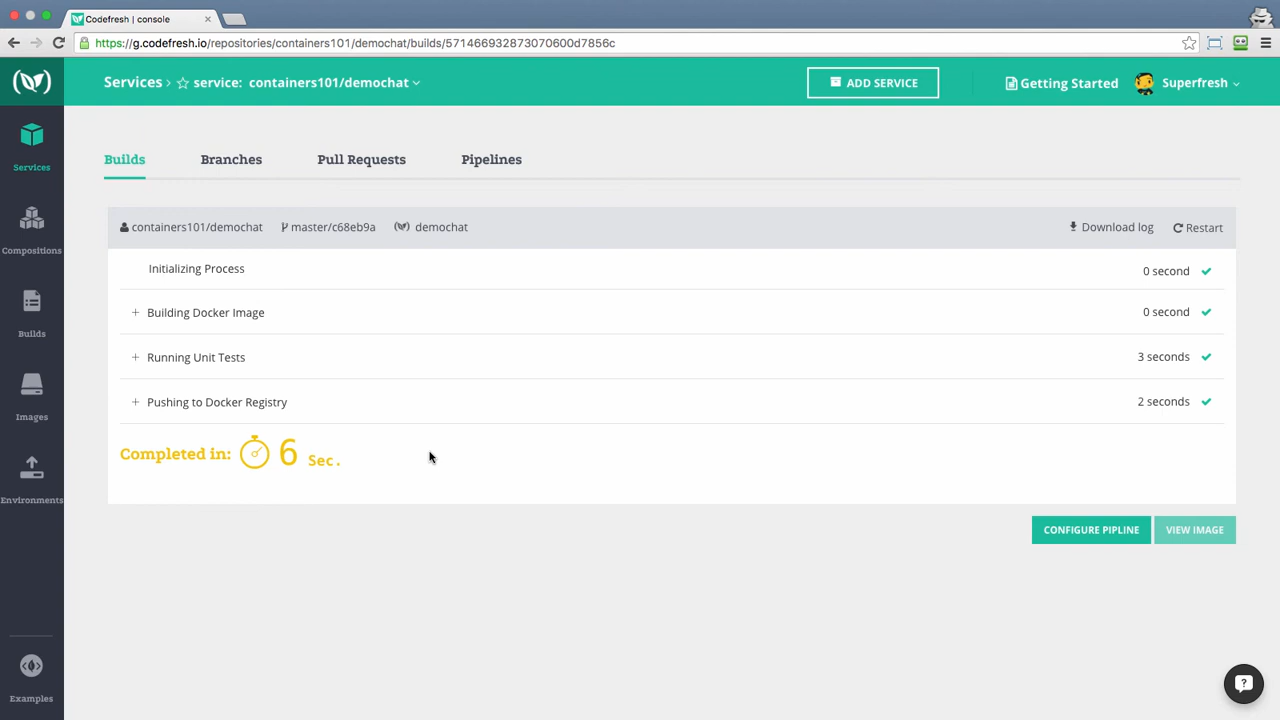 Codefresh | console
https://g.codefresh.io/repositories/containers101/demochat/builds/571466932873070600d7856c
Services > service: containers101/demochat
ADD SERVICE
Getting Started
Superfresh
Services
Compositions
Builds
Images
Environments
Examples
Builds Branches Pull Requests Pipelines
containers101/demochat master/c68eb9a demochat Download log Restart
Initializing Process 0 second
+ Building Docker Image 0 second
+ Running Unit Tests 3 seconds
+ Pushing to Docker Registry 2 seconds
Completed in: 6 Sec.
CONFIGURE PIPLINE VIEW IMAGE
?